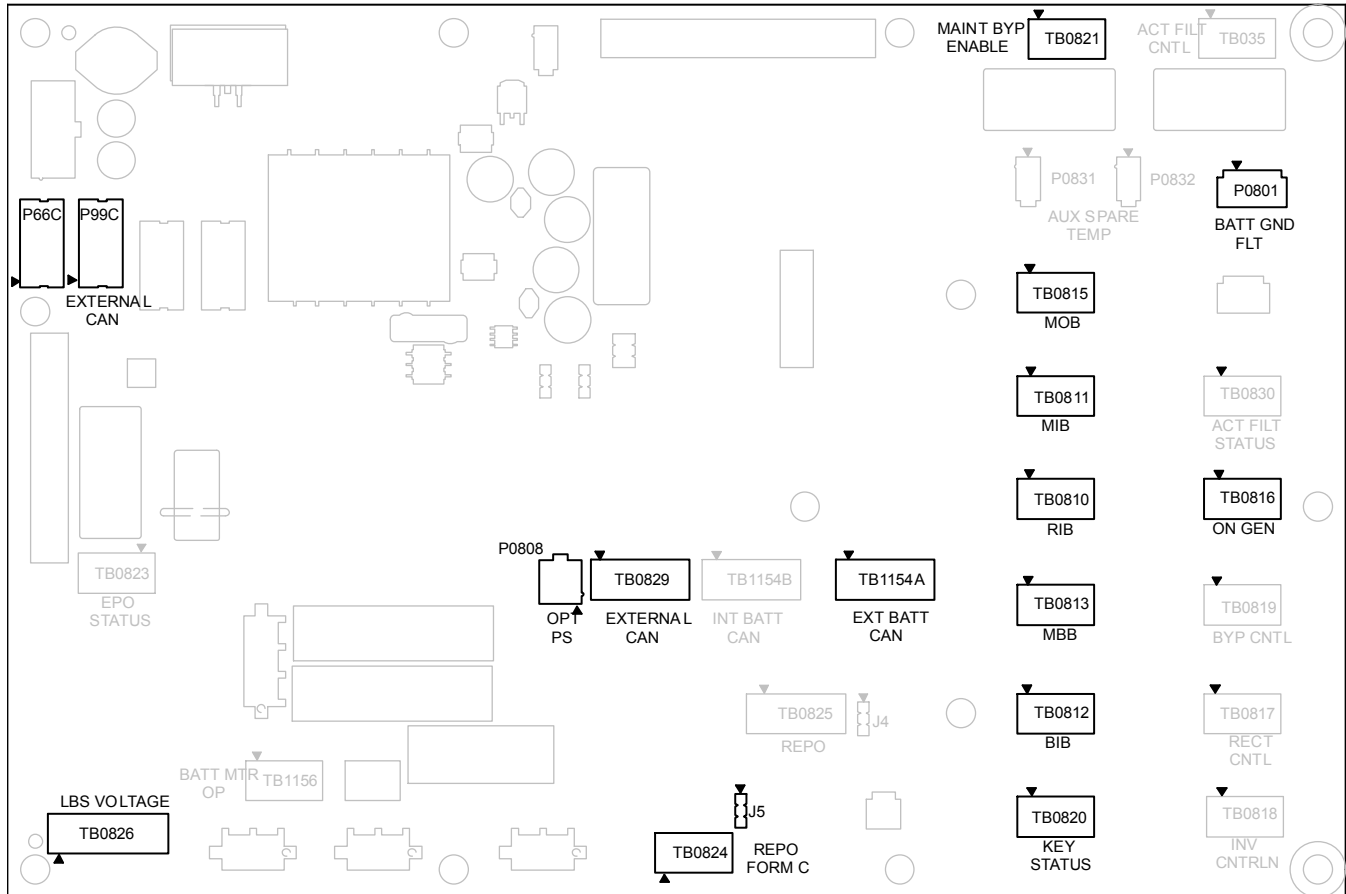 MAINT BYP
ENABLE
TB0821
ACT FILT
CNTL
TB035
P0831
P0832
AUX SPARE
TEMP
P0801
BATT GND
FLT
P66C
P99C
EXTERNAL
CAN
TB0815
MOB
TB0811
MIB
TB0830
ACT FILT
STATUS
TB0810
RIB
TB0816
ON GEN
TB0823
EPO
STATUS
P0808
OPT
PS
TB0829
EXTERNAL
CAN
TB1154B
INT BATT
CAN
TB1154A
EXT BATT
CAN
TB0813
MBB
TB0819
BYP CNTL
TB0825
REPO
J4
TB0812
BIB
TB0817
RECT
CNTL
BATT MTR
OP
TB1156
LBS VOLTAGE
TB0826
J5
TB0824
REPO
FORM C
TB0820
KEY
STATUS
TB0818
INV
CNTRLN